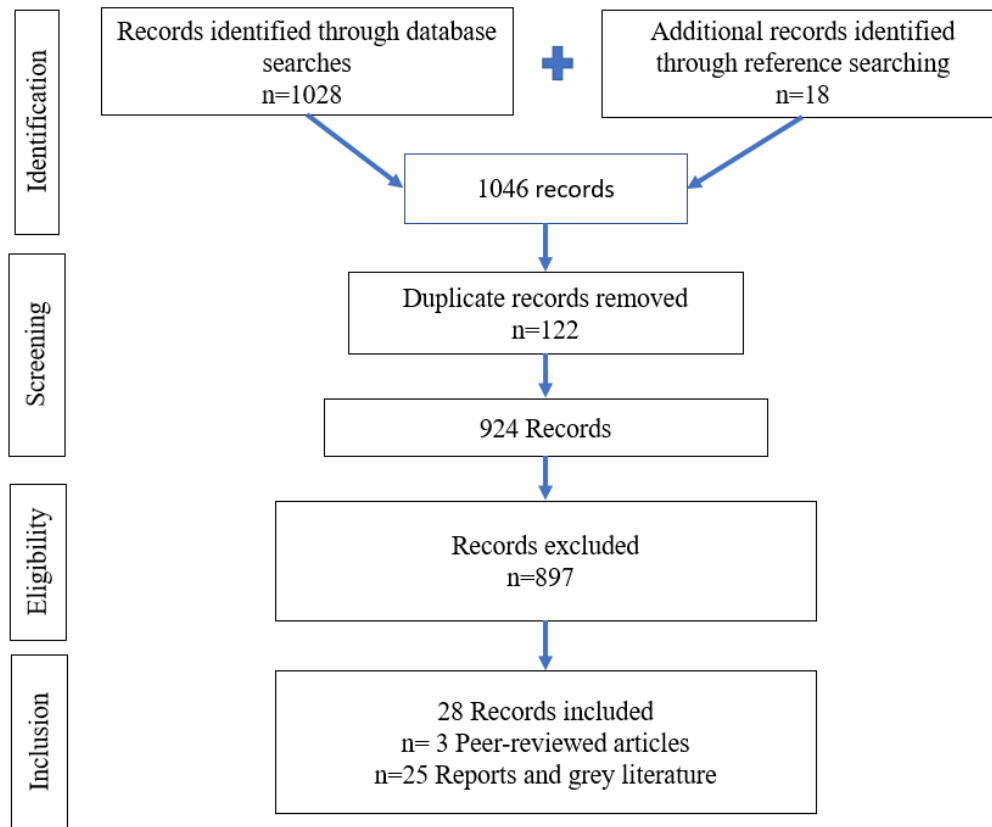 Identification
Records identified through database
searches
n=1028
Additional records identified
through reference searching
n=18
1046 records
Screening
Duplicate records removed
n=122
924 Records
Eligibility
Records excluded
n=897
Inclusion
28 Records included
n= 3 Peer-reviewed articles
n=25 Reports and grey literature